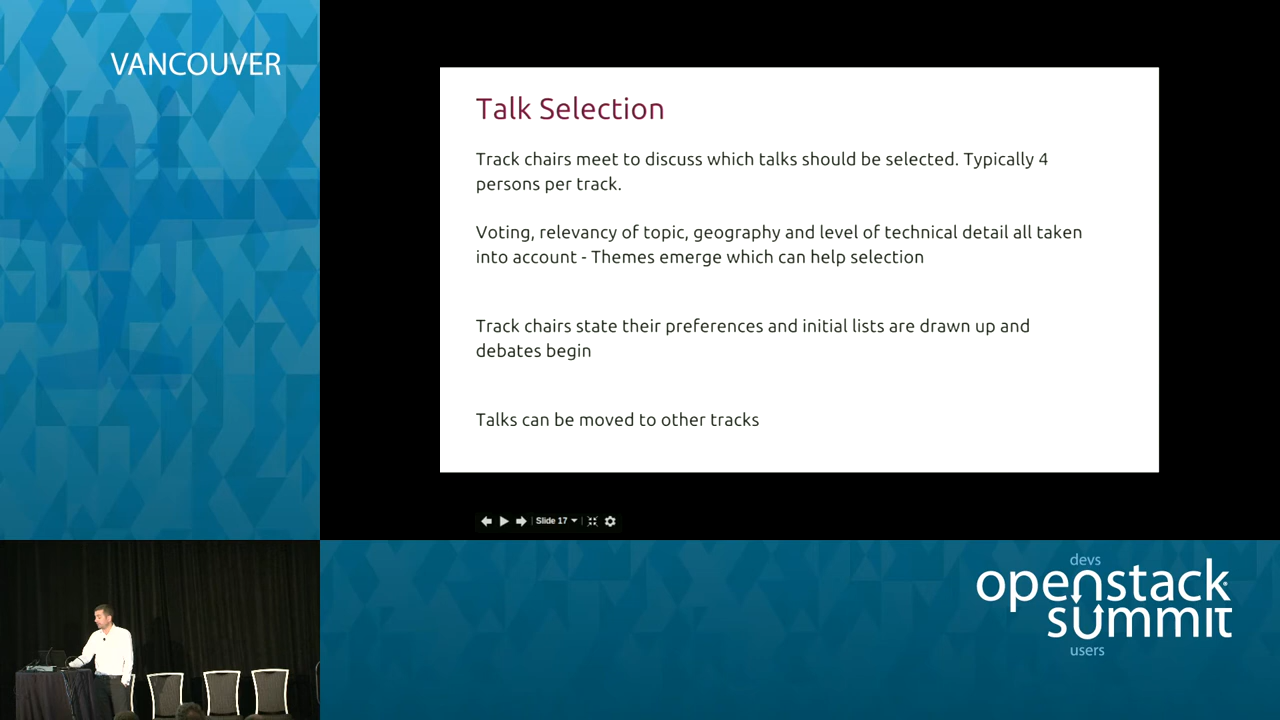 VANCOUVER
Talk Selection
Track chairs meet to discuss which talks should be selected. Typically 4
persons per track.
Voting, relevancy of topic, geography and level of technical detail all taken
into account - Themes emerge which can help selection
Track chairs state their preferences and initial lists are drawn up and
debates begin
Talks can be moved to other tracks
Slide 17
devs
openstack
summit
users